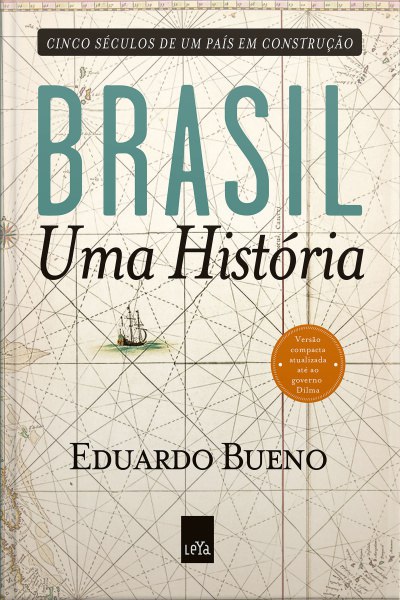 CINCO SÉCULOS DE UM PAÍS EM CONSTRUÇÃO
BRASIL
Uma História
Versão
compacta
atualizada
até ao
governo
Dilma
EDUARDO BUENO
LeYa